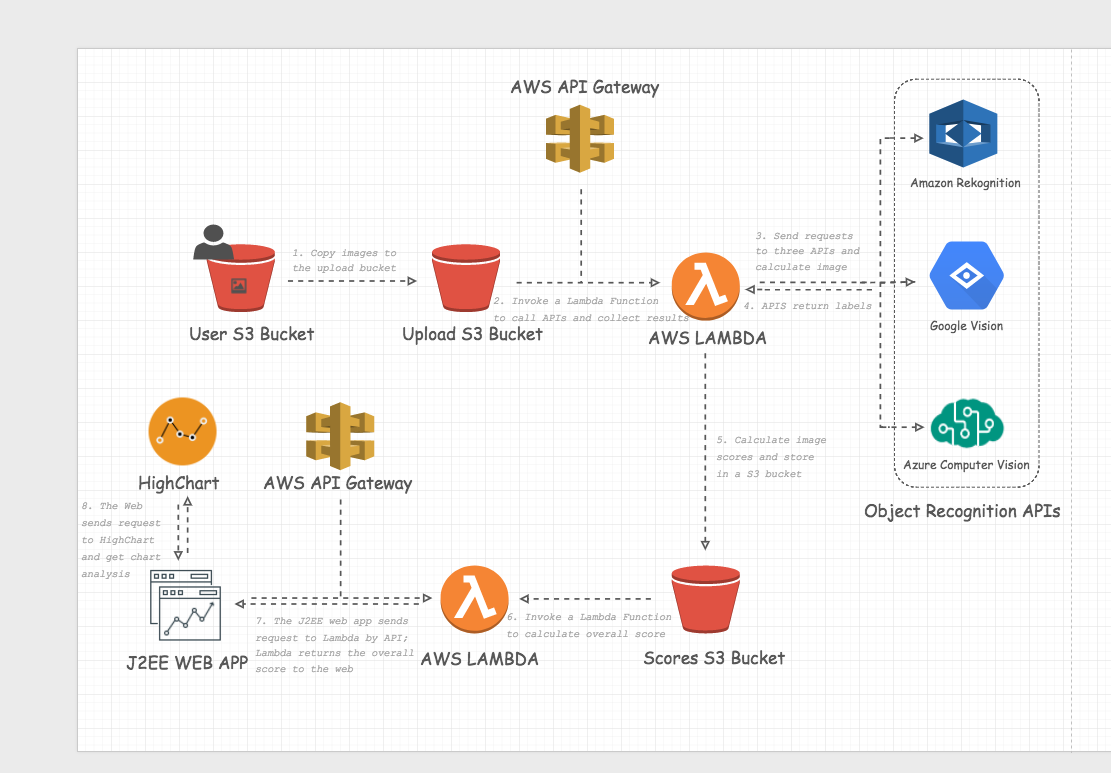 AWS API Gateway
Amazon Rekognition
1. Copy images to
the upload bucket
3. Send requests
to three APIs and
calculate image
2. Invoke a Lambda Function
to call APIs and collect results
4. APIS return labels
User S3 Bucket
Upload S3 Bucket
AWS LAMBDA
Google Vision
5. Calculate image
scores and store
in a S3 bucket
Azure Computer Vision
Object Recognition APIs
HighChart
AWS API Gateway
8. The Web
sends request
to HighChart
and get chart
analysis
7. The J2EE web app sends
request to Lambda by API;
Lambda returns the overall
score to the web
6. Invoke a Lambda Function
to calculate overall score
J2EE WEB APP
AWS LAMBDA
Scores S3 Bucket